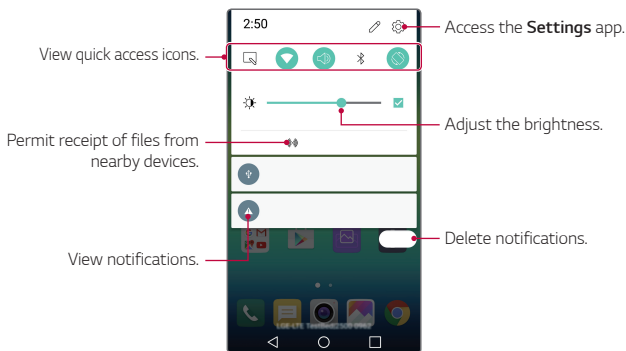 2:50
Access the Settings app.
View quick access icons.
Adjust the brightness.
Permit receipt of files from
nearby devices.
View notifications.
Delete notifications.